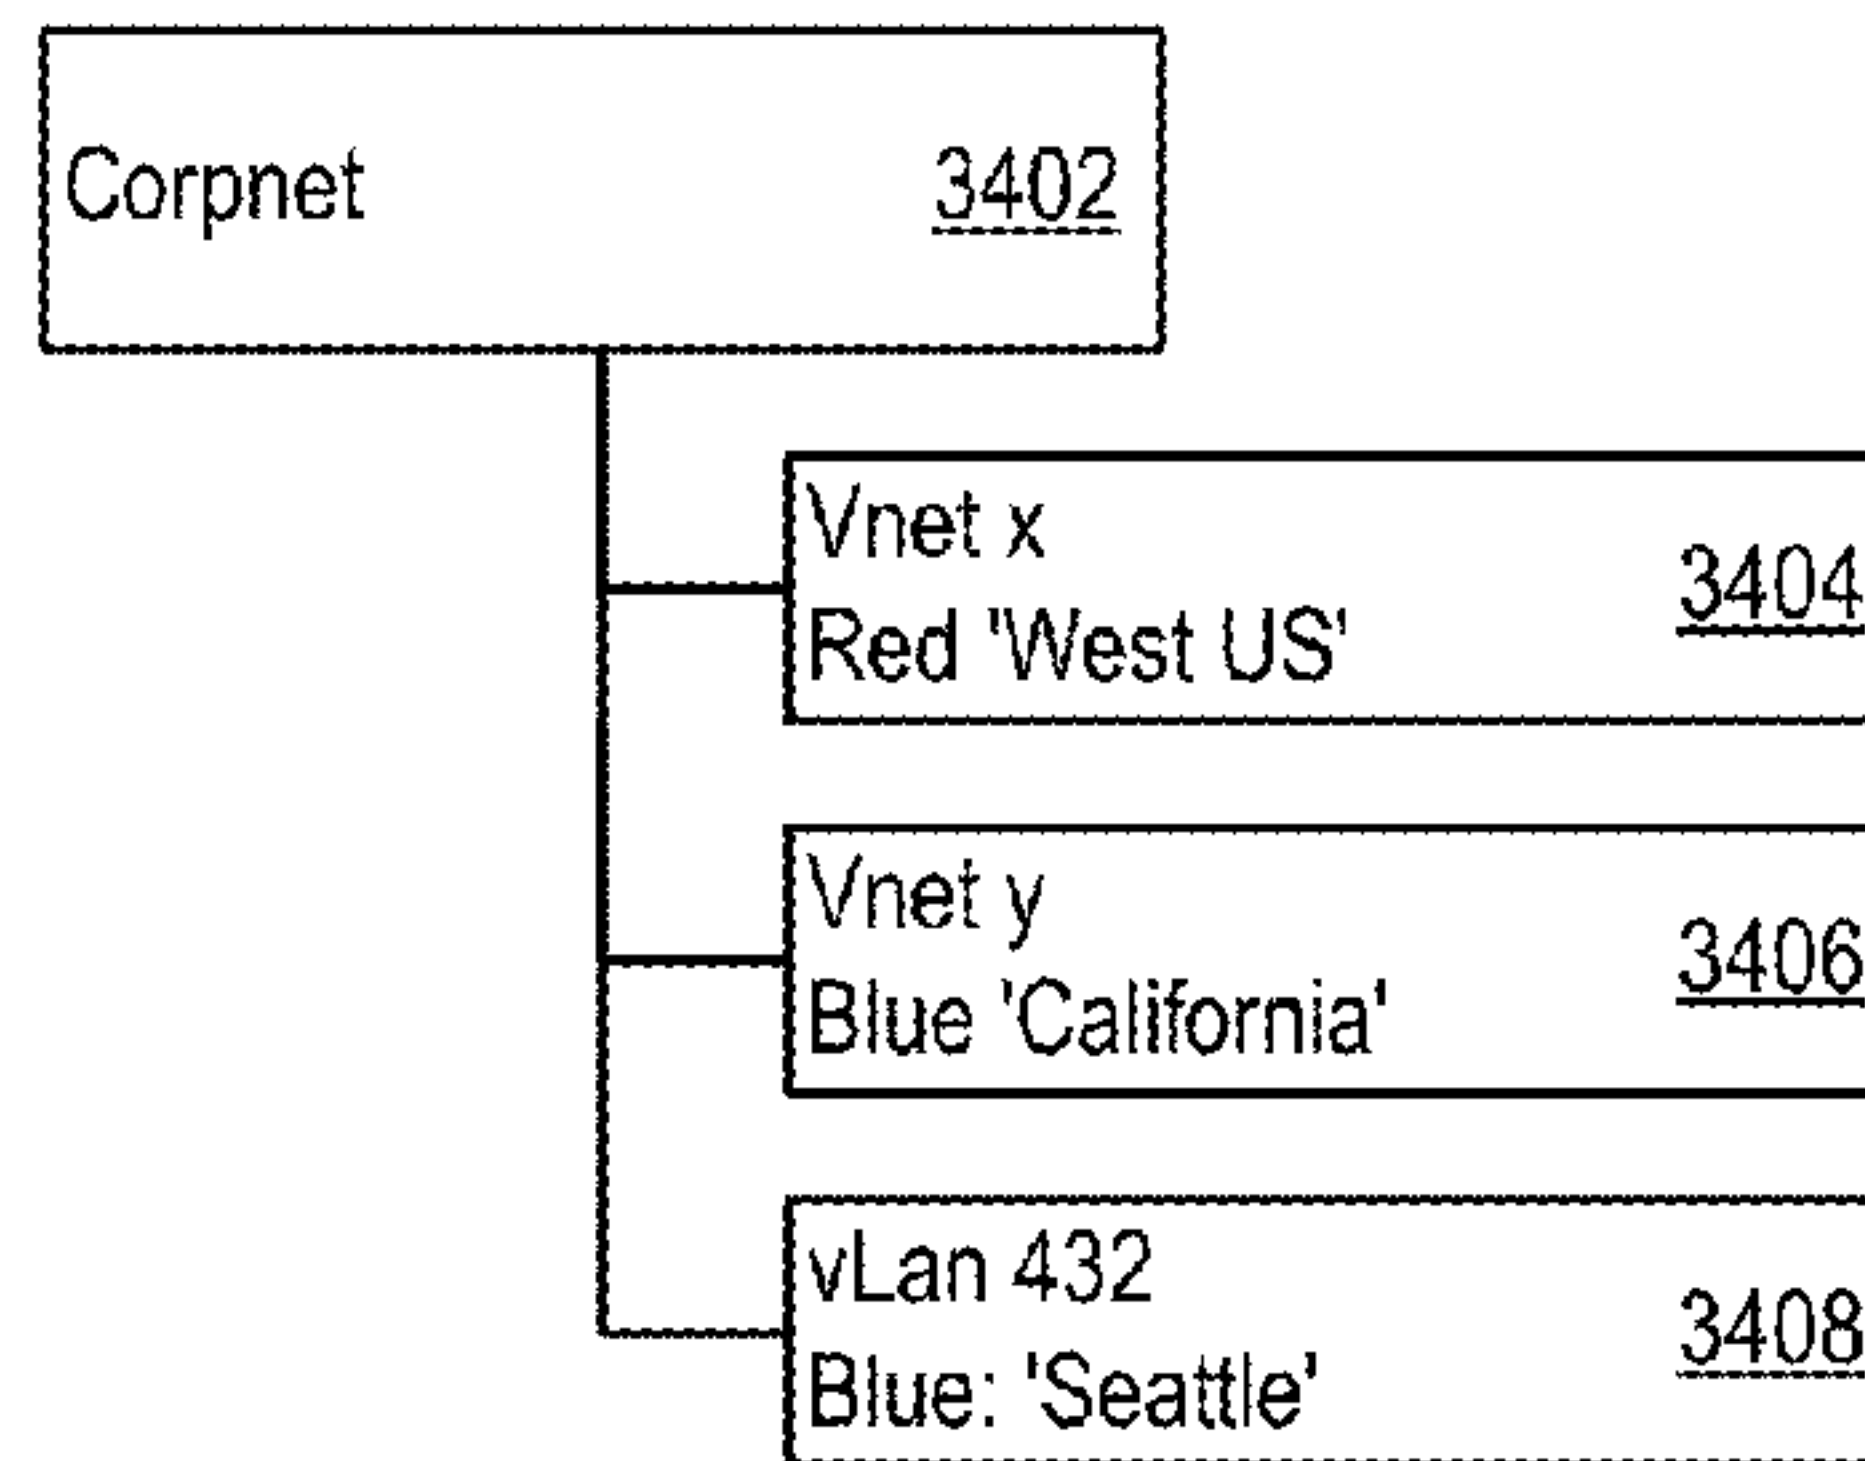 Corpnet 3402
Vnet x
3404
Red 'West US'
Vnet y
3406
Blue 'California'
vLan 432
3408
Blue: 'Seattle'